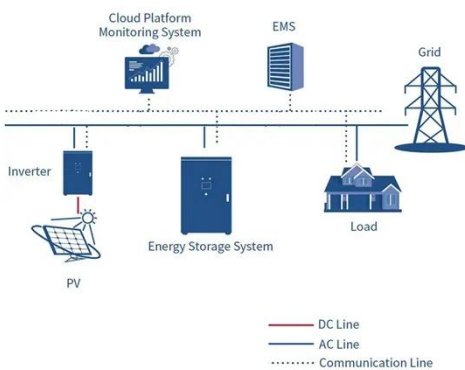 Cloud Platform
Monitoring System
EMS
Grid
Inverter
Energy Storage System
Load
PV
DC Line
AC Line
Communication Line